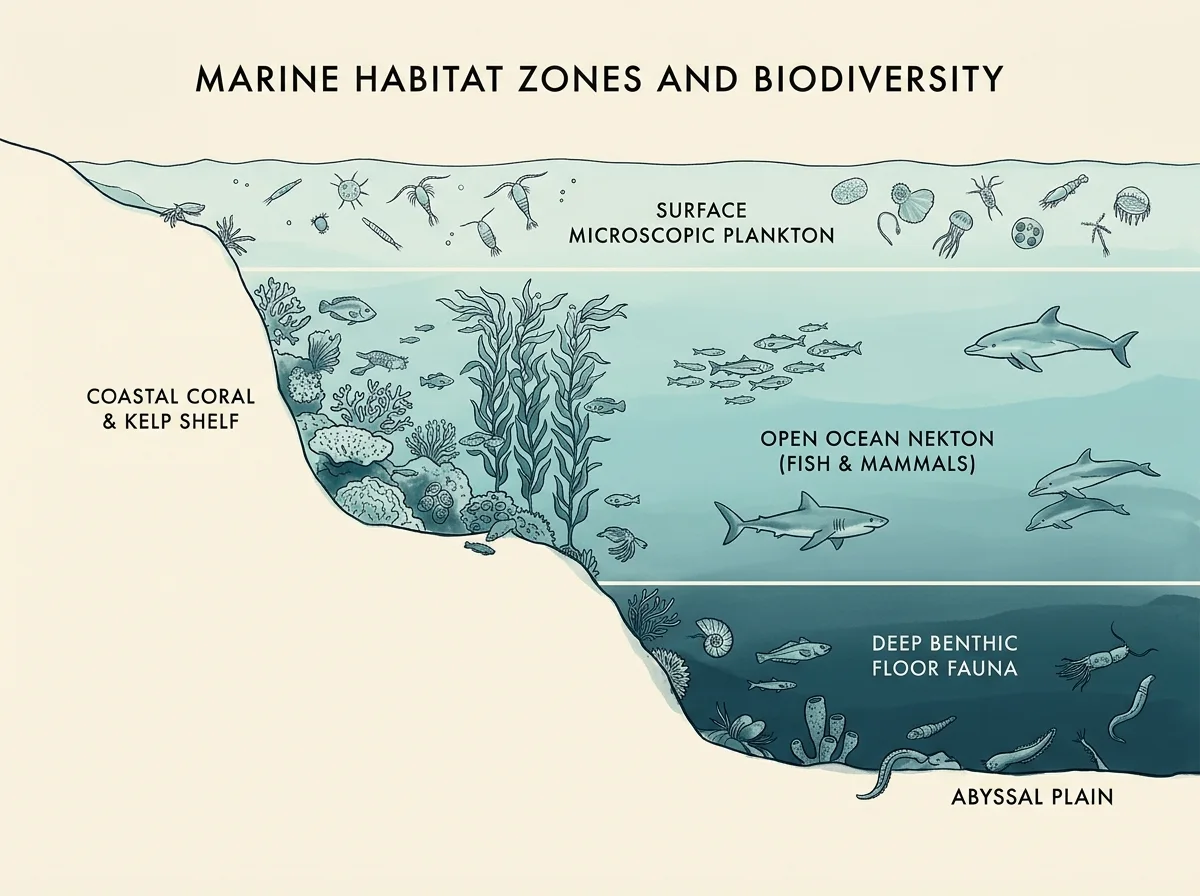 MARINE HABITAT ZONES AND BIODIVERSITY
SURFACE
MICROSCOPIC PLANKTON
COASTAL CORAL
& KELP SHELF
OPEN OCEAN NEKTON
(FISH & MAMMALS)
DEEP BENTHIC
FLOOR FAUNA
ABYSSAL PLAIN